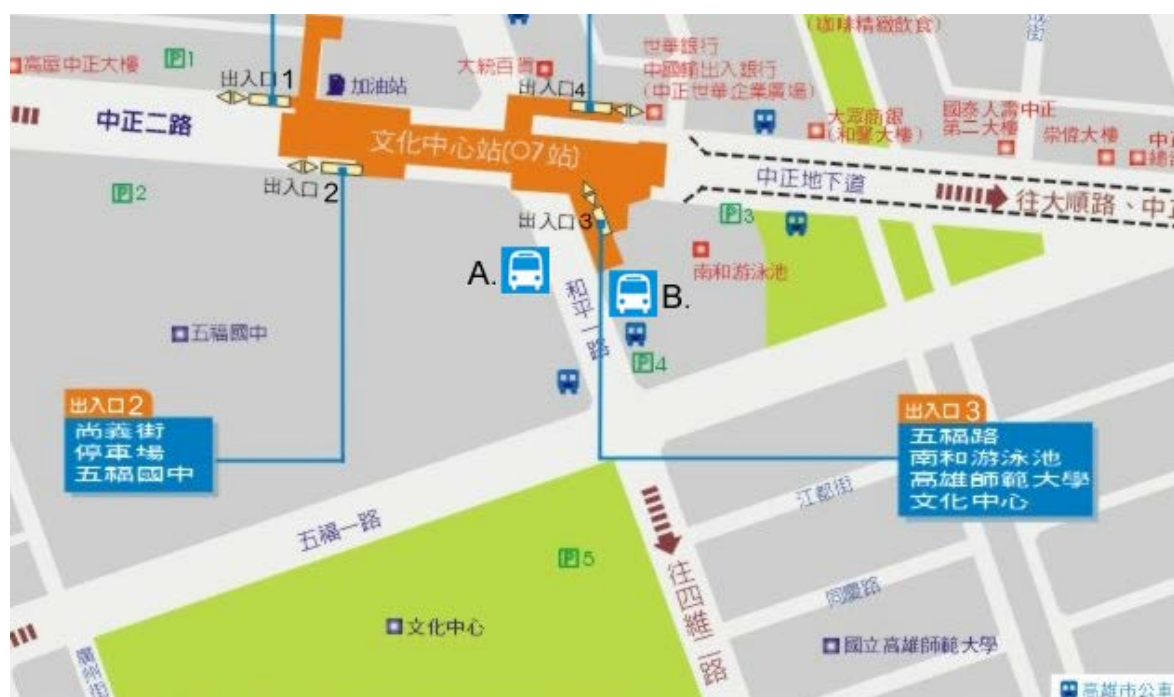 (咖啡精緻飲食)
世華銀行
中國輸出入銀行
(中正世華企業廣場)
高屋中正大樓
P1
出入口1
加油站
大統百貨
出入口4
大眾商銀
(和馨大樓)
國泰人壽中正
第二大樓
崇偉大樓
中正二路
文化中心站(O7站)
中正地下道
往大順路、中正
P2
出入口2
出入口3
P3
南和游泳池
A.
B.
和平一路
五福國中
P4
出入口2
尚義街
停車場
五福國中
出入口3
五福路
南和游泳池
高雄師範大學
文化中心
江都街
五福一路
P5
往四維二路
同慶路
文化中心
國立高雄師範大學
廣州街
高雄市公車